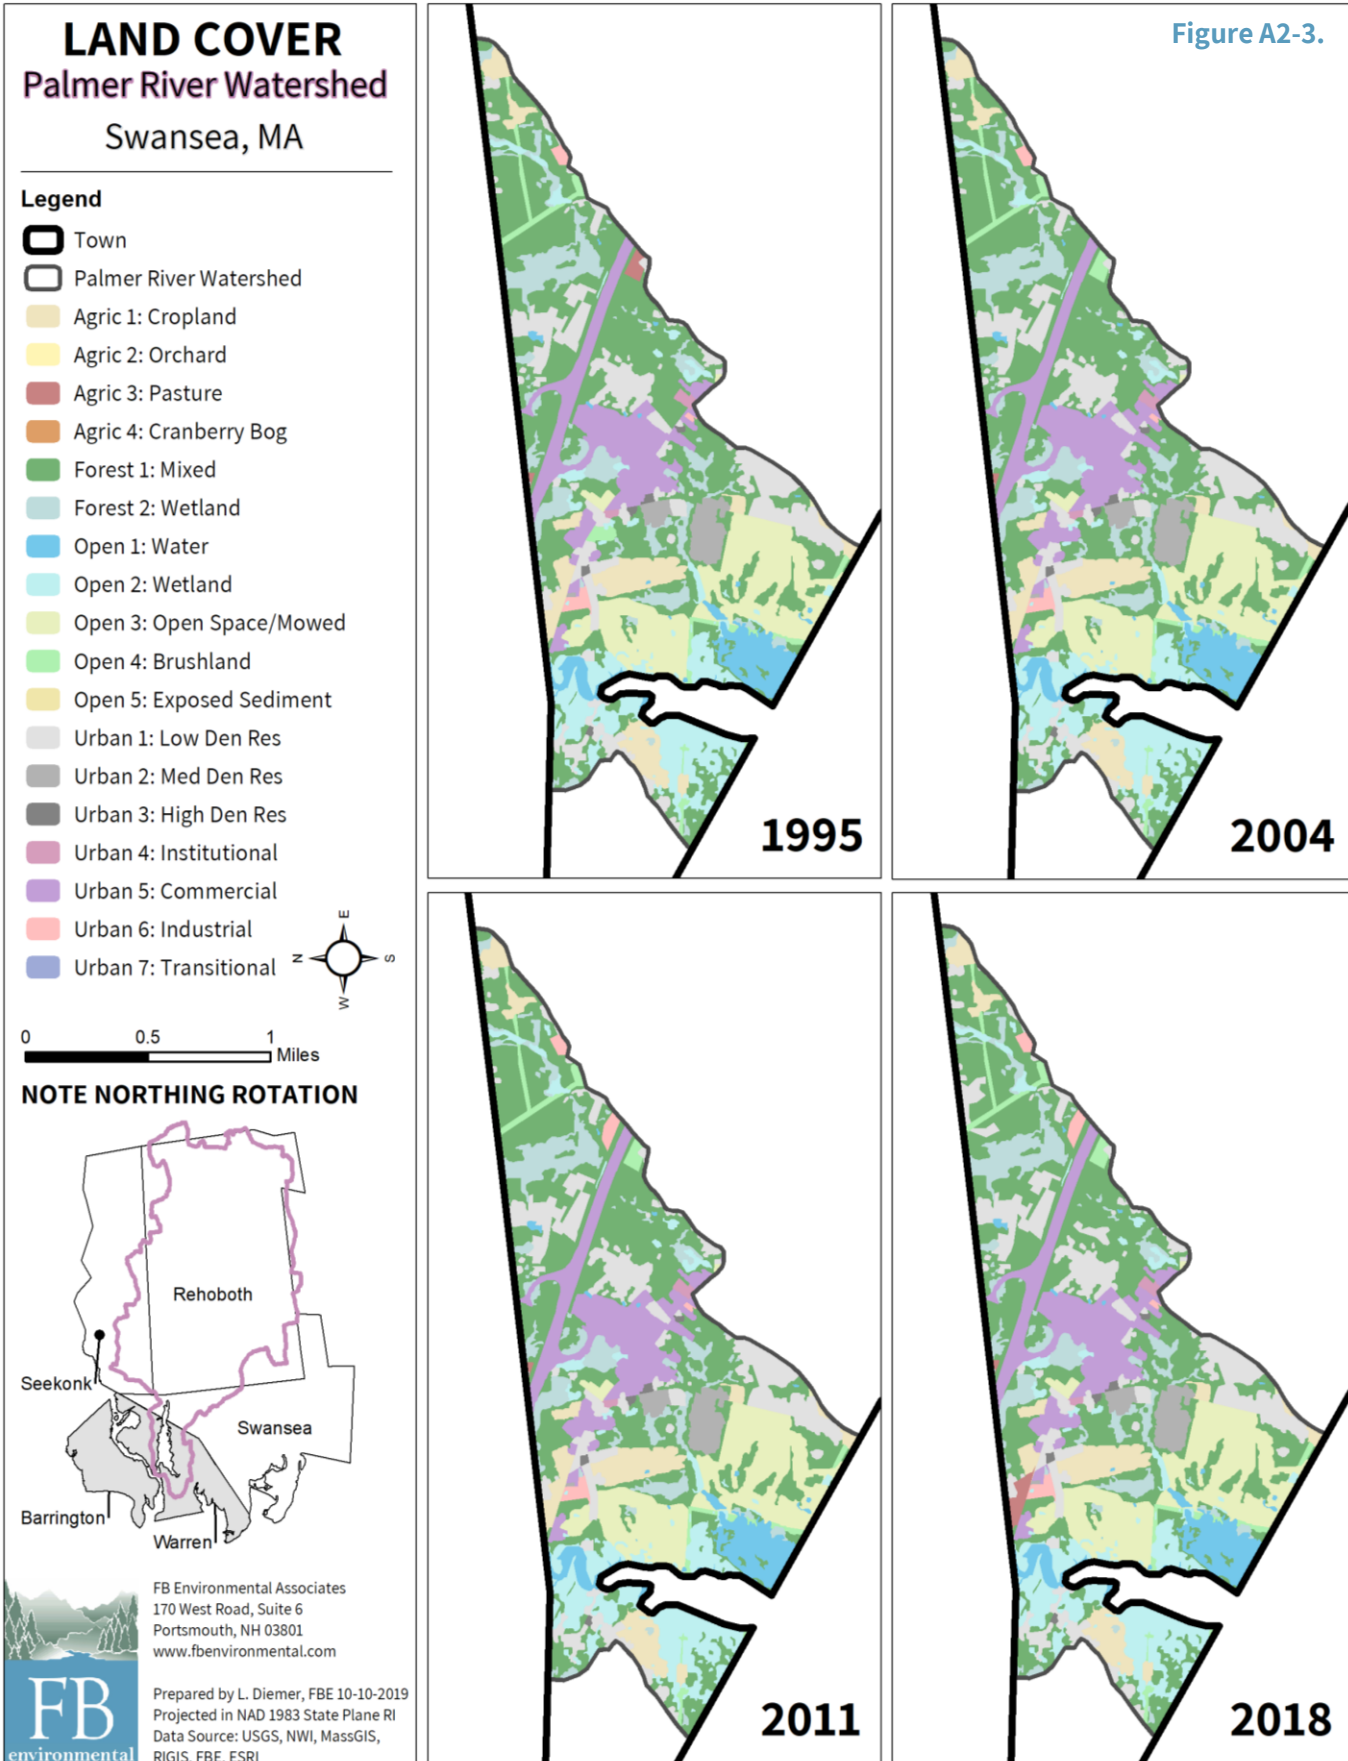 LAND COVER
Palmer River Watershed
Swansea, MA
Legend
Town
Palmer River Watershed
Agric 1: Cropland
Agric 2: Orchard
Agric 3: Pasture
Agric 4: Cranberry Bog
Forest 1: Mixed
Forest 2: Wetland
Open 1: Water
Open 2: Wetland
Open 3: Open Space/Mowed
Open 4: Brushland
Open 5: Exposed Sediment
Urban 1: Low Den Res
Urban 2: Med Den Res
Urban 3: High Den Res
Urban 4: Institutional
Urban 5: Commercial
Urban 6: Industrial
Urban 7: Transitional
E
N
S
W
0 0.5 1
Miles
NOTE NORTHING ROTATION
Rehoboth
Seekonk
Swansea
Barrington
Warren
FB
environmental
FB Environmental Associates
170 West Road, Suite 6
Portsmouth, NH 03801
www.fbenvironmental.com
Prepared by L. Diemer, FBE 10-10-2019
Projected in NAD 1983 State Plane RI
Data Source: USGS, NWI, MassGIS,
RIGIS, FBE, ESRI
Figure A2-3.
1995
2004
2011
2018